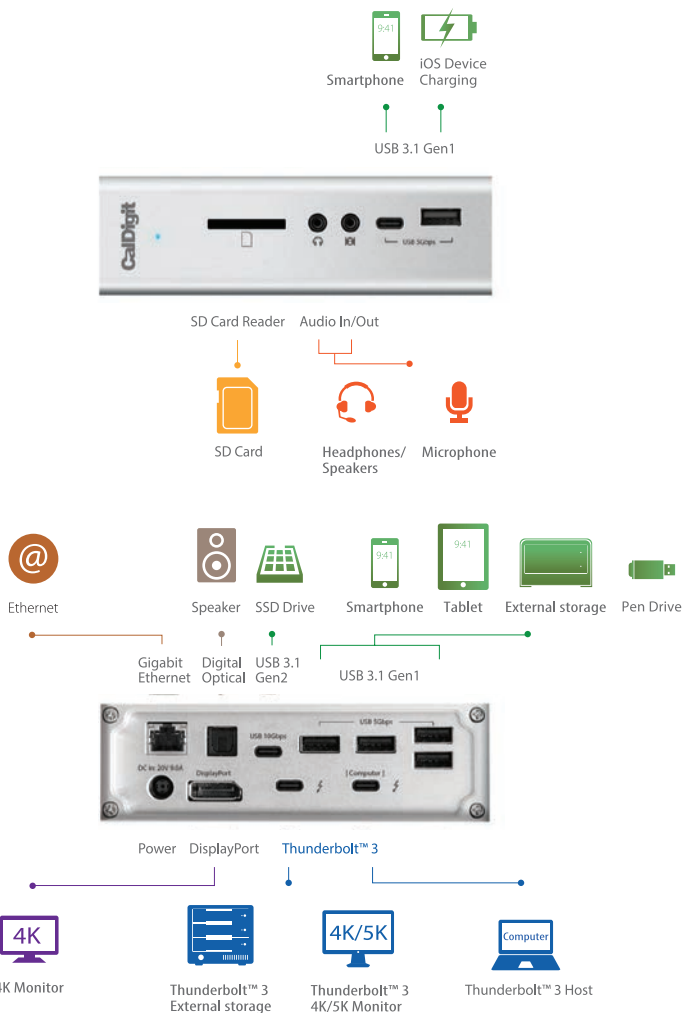 9:41
iOS Device
Smartphone Charging
USB 3.1 Gen1
CalDigit
USB 5Gbps
SD Card Reader Audio In/Out
SD Card
Headphones/ Microphone
Speakers
@
9:41
9:41
Ethernet Speaker SSD Drive Smartphone Tablet External storage Pen Drive
Gigabit Digital USB 3.1
Ethernet Optical Gen2 USB 3.1 Gen1
USB 5Gbps
USB 10Gbps
DC in: 20V 9.0A DisplayPort [Computer]
Power DisplayPort Thunderbolt™ 3
4K 4K/5K Computer
4K Monitor Thunderbolt™ 3 Thunderbolt™ 3 Thunderbolt™ 3 Host
External storage 4K/5K Monitor